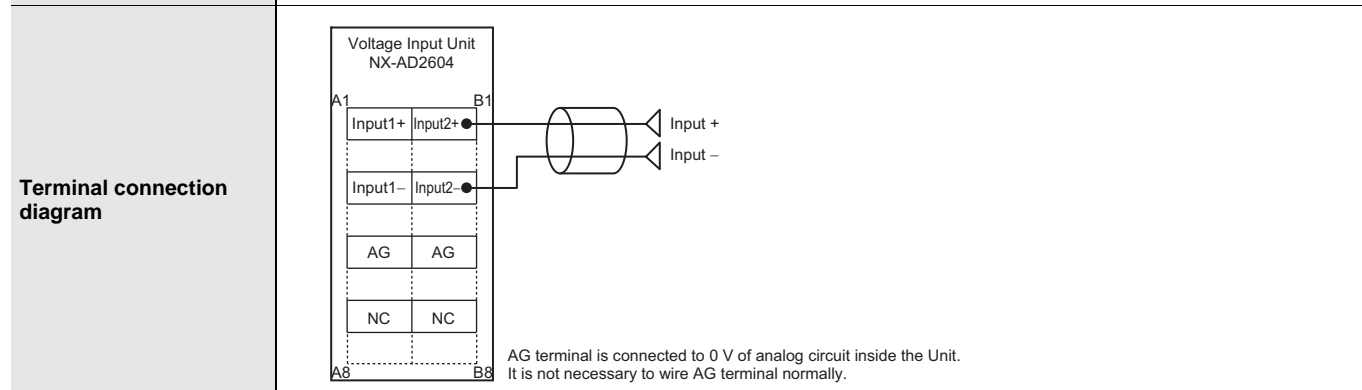 Terminal connection
diagram
Voltage Input Unit
NX-AD2604
A1 B1
Input1+ Input2+
Input +
Input –
Input1– Input2–
AG AG
NC NC
A8 B8
AG terminal is connected to 0 V of analog circuit inside the Unit.
It is not necessary to wire AG terminal normally.